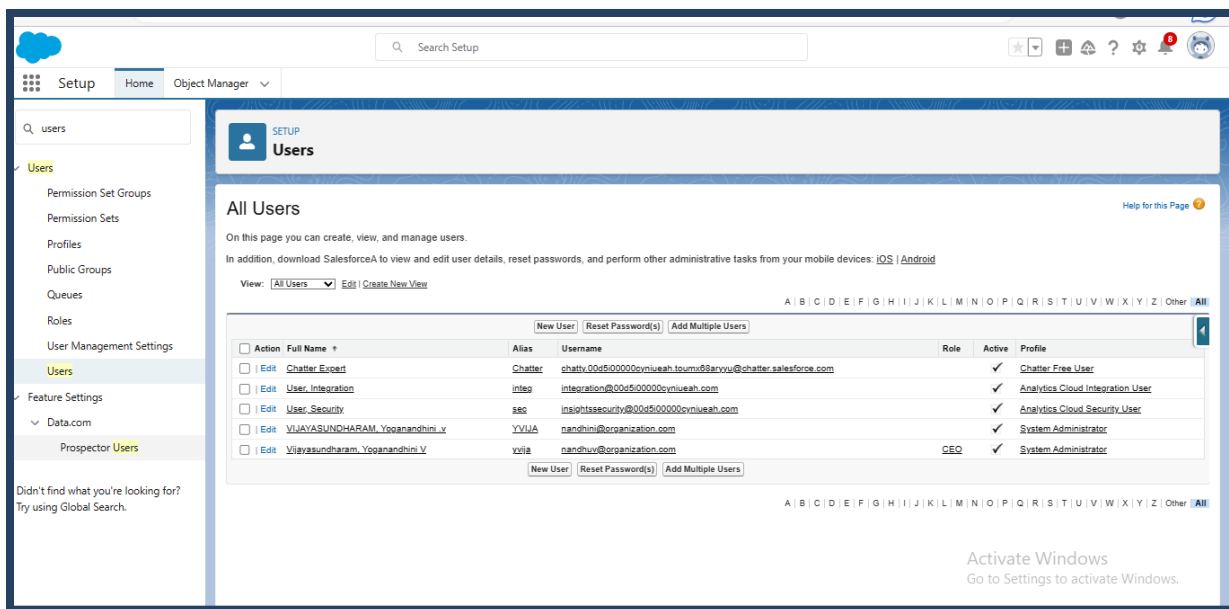 Search Setup
8
Setup Home Object Manager
users
Users
Permission Set Groups
Permission Sets
Profiles
Public Groups
Queues
Roles
User Management Settings
Users
Feature Settings
Data.com
Prospector Users
Didn't find what you're looking for?
Try using Global Search.
SETUP
Users
All Users
Help for this Page ?
On this page you can create, view, and manage users.
In addition, download SalesforceA to view and edit user details, reset passwords, and perform other administrative tasks from your mobile devices: iOS | Android
View: All Users Edit | Create New View
A | B | C | D | E | F | G | H | I | J | K | L | M | N | O | P | Q | R | S | T | U | V | W | X | Y | Z | Other All
New User Reset Password(s) Add Multiple Users
Action Full Name ↑ Alias Username Role Active Profile
| Edit Chatter Expert Chatter chatty.00d5i00000cyniueah.toumx68aryyu@chatter.salesforce.com ✓ Chatter Free User
| Edit User, Integration integ integration@00d5i00000cyniueah.com ✓ Analytics Cloud Integration User
| Edit User, Security sec insightssecurity@00d5i00000cyniueah.com ✓ Analytics Cloud Security User
| Edit VIJAYASUNDHARAM, Yoganandhini .v YVIJA nandhini@organization.com ✓ System Administrator
| Edit Vijayasundharam, Yoganandhini V yvija nandhuv@organization.com CEO ✓ System Administrator
New User Reset Password(s) Add Multiple Users
A | B | C | D | E | F | G | H | I | J | K | L | M | N | O | P | Q | R | S | T | U | V | W | X | Y | Z | Other All
Activate Windows
Go to Settings to activate Windows.